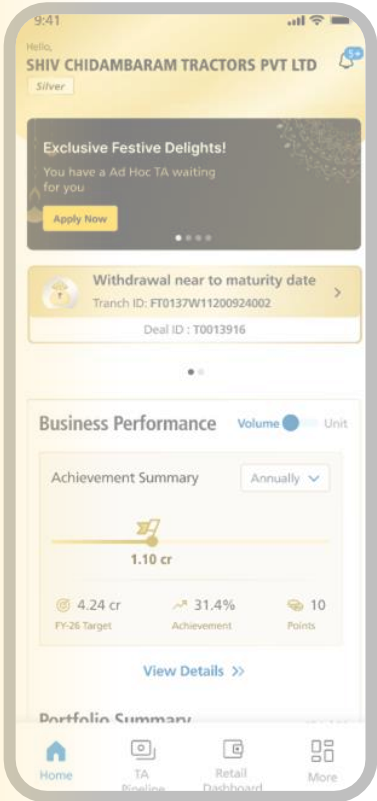 9:41
Hello,
SHIV CHIDAMBARAM TRACTORS PVT LTD
5+
Silver
Exclusive Festive Delights!
You have a Ad Hoc TA waiting
for you
Apply Now
Withdrawal near to maturity date
Tranch ID: FT0137W11200924002
Deal ID : T0013916
Business Performance
Volume
Unit
Achievement Summary
Annually
1.10 cr
4.24 cr
31.4%
10
FY-26 Target
Achievement
Points
View Details
Portfolio Summary
Home
TA
Pipeline
Retail
Dashboard
More